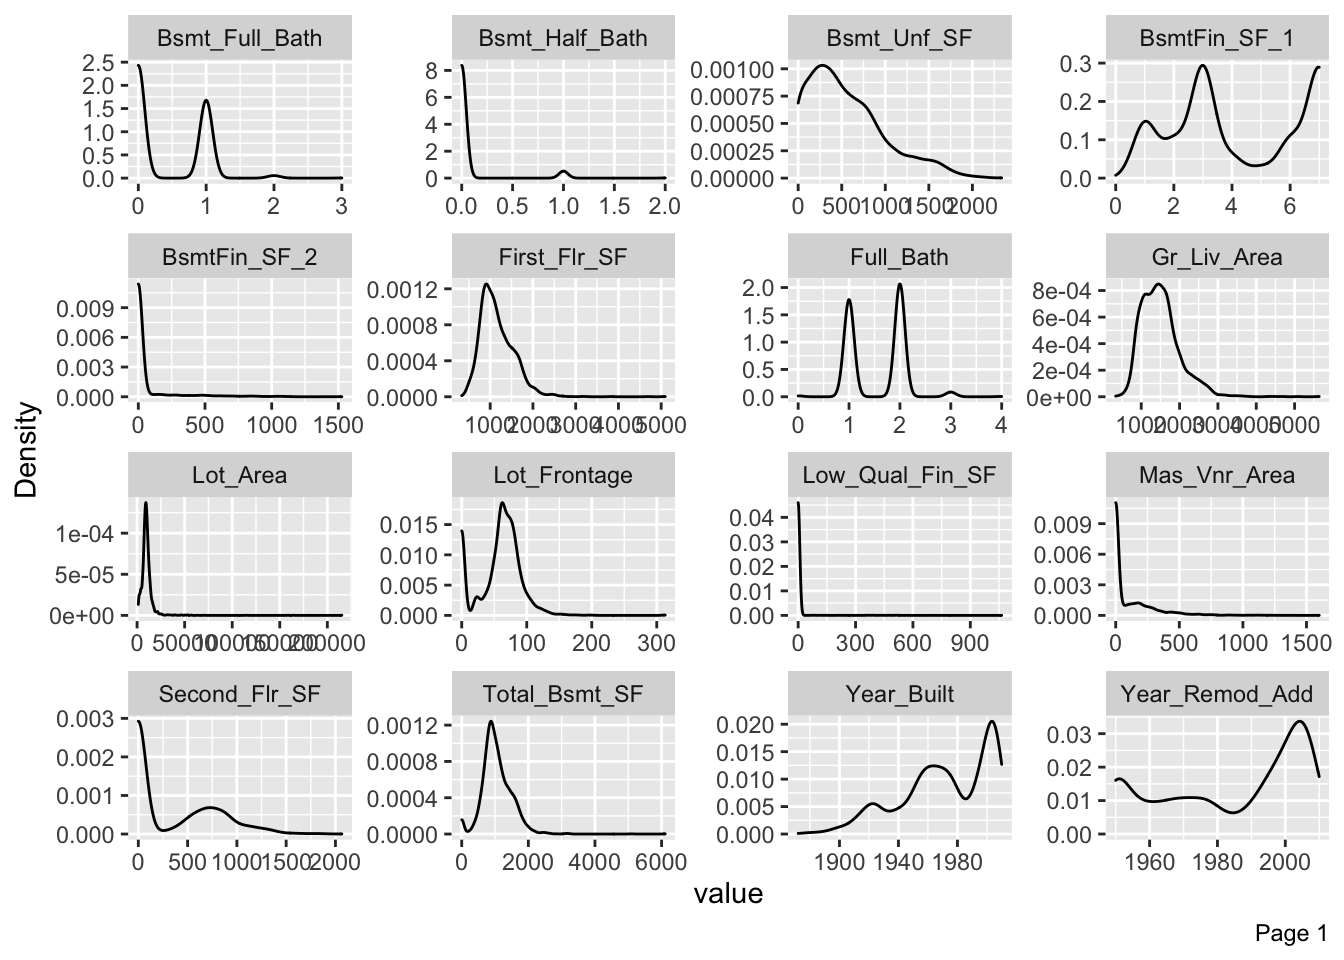 Bsmt_Full_Bath Bsmt_Half_Bath Bsmt_Unf_SF BsmtFin_SF_1
2.5 2.0 1.5 1.0 0.5 0.0
0 1 2 3
8 6 4 2 0
0.0 0.5 1.0 1.5 2.0
0.00100 0.00075 0.00050 0.00025 0.00000
0 500 1000 1500 2000
0.3 0.2 0.1 0.0
0 2 4 6
BsmtFin_SF_2 First_Flr_SF Full_Bath Gr_Liv_Area
0.009 0.006 0.003 0.000
0 500 1000 1500
0.0012 0.0008 0.0004 0.0000
1000 2000 3000 4000 5000
2.0 1.5 1.0 0.5 0.0
0 1 2 3 4
8e-04 6e-04 4e-04 2e-04 0e+00
1000 2000 3000 4000 5000
Lot_Area Lot_Frontage Low_Qual_Fin_SF Mas_Vnr_Area
1e-04 5e-05 0e+00
0 50000 100000 150000 200000
0.015 0.010 0.005 0.000
0 100 200 300
0.04 0.03 0.02 0.01 0.00
0 300 600 900
0.009 0.006 0.003 0.000
0 500 1000 1500
Second_Flr_SF Total_Bsmt_SF Year_Built Year_Remod_Add
0.003 0.002 0.001 0.000
0 500 1000 1500 2000
0.0012 0.0008 0.0004 0.0000
0 2000 4000 6000
0.020 0.015 0.010 0.005 0.000
1900 1940 1980
0.03 0.02 0.01 0.00
1960 1980 2000
Density
value
Page 1